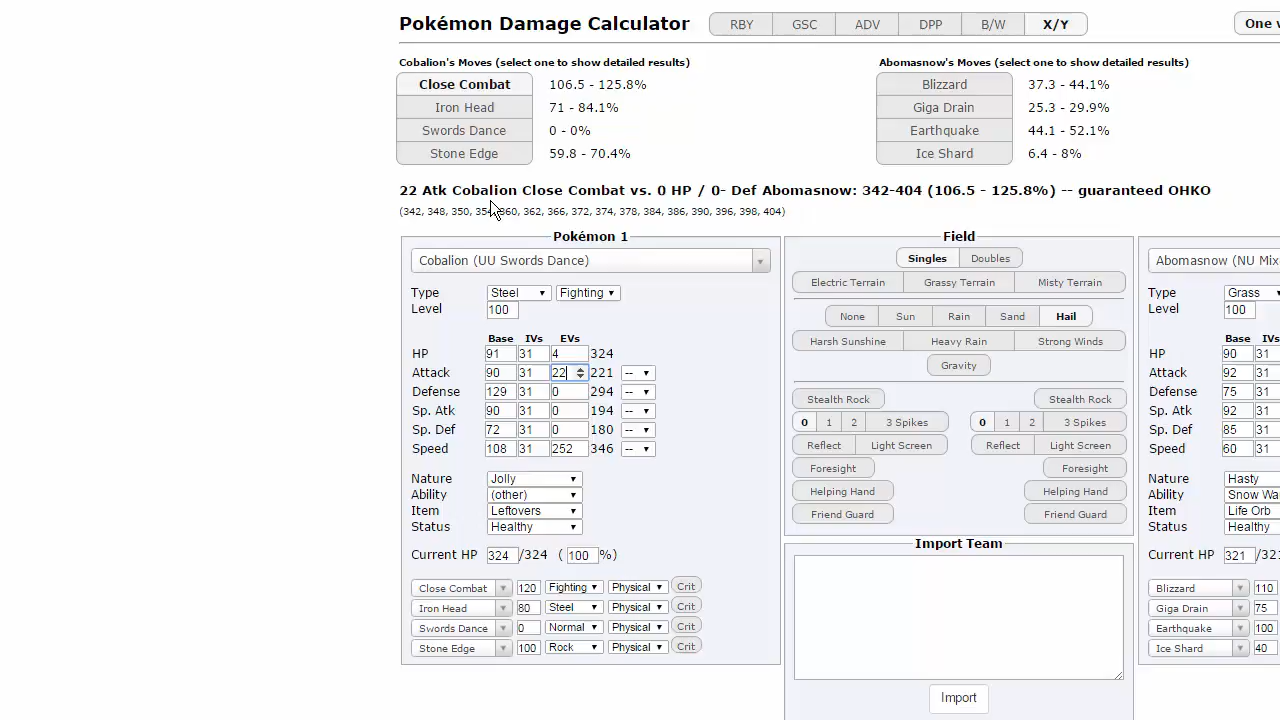 Pokémon Damage Calculator RBY GSC ADV DPP B/W X/Y One v
Cobalion's Moves (select one to show detailed results) Abomasnow's Moves (select one to show detailed results)
Close Combat 106.5 - 125.8% Blizzard 37.3 - 44.1%
Iron Head 71 - 84.1% Giga Drain 25.3 - 29.9%
Swords Dance 0 - 0% Earthquake 44.1 - 52.1%
Stone Edge 59.8 - 70.4% Ice Shard 6.4 - 8%
22 Atk Cobalion Close Combat vs. 0 HP / 0- Def Abomasnow: 342-404 (106.5 - 125.8%) -- guaranteed OHKO
(342, 348, 350, 354, 360, 362, 366, 372, 374, 378, 384, 386, 390, 396, 398, 404)
Pokémon 1
Cobalion (UU Swords Dance)
Type Steel Fighting
Level 100
Base IVs EVs
HP 91 31 4 324
Attack 90 31 22 221 --
Defense 129 31 0 294 --
Sp. Atk 90 31 0 194 --
Sp. Def 72 31 0 180 --
Speed 108 31 252 346 --
Nature Jolly
Ability (other)
Item Leftovers
Status Healthy
Current HP 324 /324 ( 100 %)
Close Combat 120 Fighting Physical Crit
Iron Head 80 Steel Physical Crit
Swords Dance 0 Normal Physical Crit
Stone Edge 100 Rock Physical Crit
Field
Singles Doubles
Electric Terrain Grassy Terrain Misty Terrain
None Sun Rain Sand Hail
Harsh Sunshine Heavy Rain Strong Winds
Gravity
Stealth Rock Stealth Rock
0 1 2 3 Spikes 0 1 2 3 Spikes
Reflect Light Screen Reflect Light Screen
Foresight Foresight
Helping Hand Helping Hand
Friend Guard Friend Guard
Import Team
Import
Abomasnow (NU Mix
Type Grass
Level 100
Base IVs
HP 90 31
Attack 92 31
Defense 75 31
Sp. Atk 92 31
Sp. Def 85 31
Speed 60 31
Nature Hasty
Ability Snow Wa
Item Life Orb
Status Healthy
Current HP 321 /321
Blizzard 110
Giga Drain 75
Earthquake 100
Ice Shard 40